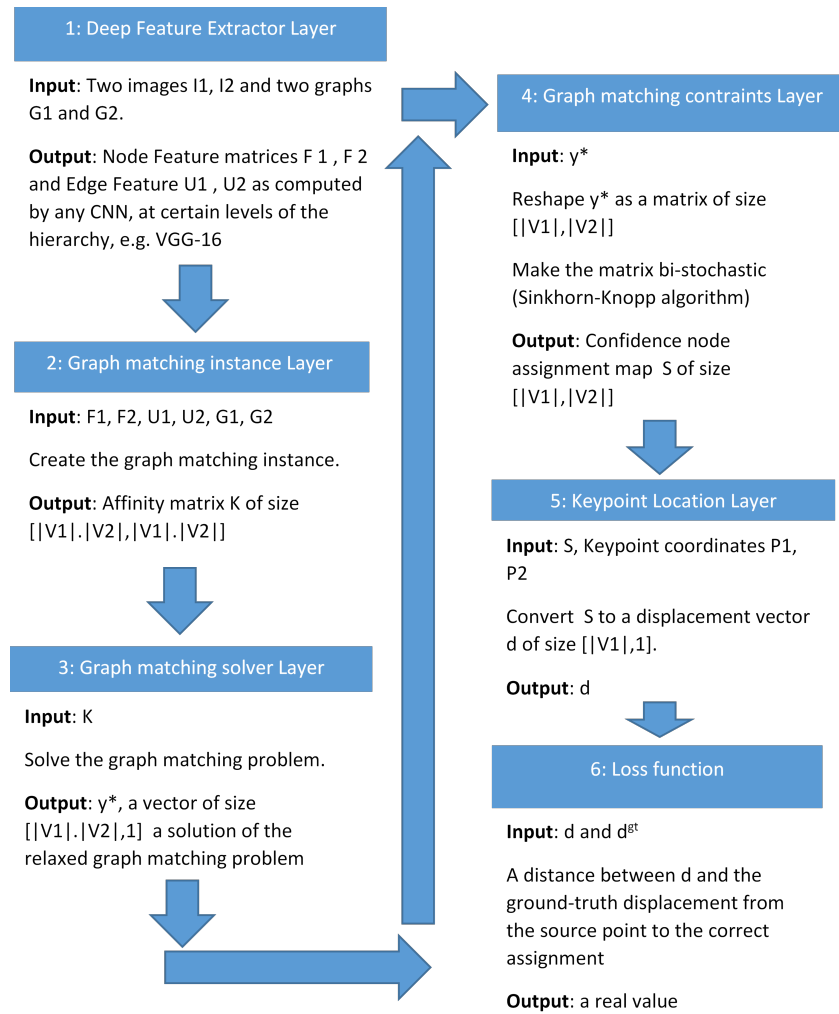 1: Deep Feature Extractor Layer
Input: Two images I1, I2 and two graphs
G1 and G2.
Output: Node Feature matrices F 1 , F 2
and Edge Feature U1 , U2 as computed
by any CNN, at certain levels of the
hierarchy, e.g. VGG-16
2: Graph matching instance Layer
Input: F1, F2, U1, U2, G1, G2
Create the graph matching instance.
Output: Affinity matrix K of size
[|V1|.|V2|,|V1|.|V2|]
3: Graph matching solver Layer
Input: K
Solve the graph matching problem.
Output: y*, a vector of size
[|V1|.|V2|,1] a solution of the
relaxed graph matching problem
4: Graph matching contraints Layer
Input: y*
Reshape y* as a matrix of size
[|V1|,|V2|]
Make the matrix bi-stochastic
(Sinkhorn-Knopp algorithm)
Output: Confidence node
assignment map S of size
[|V1|,|V2|]
5: Keypoint Location Layer
Input: S, Keypoint coordinates P1,
P2
Convert S to a displacement vector
d of size [|V1|,1].
Output: d
6: Loss function
Input: d and d^gt
A distance between d and the
ground-truth displacement from
the source point to the correct
assignment
Output: a real value